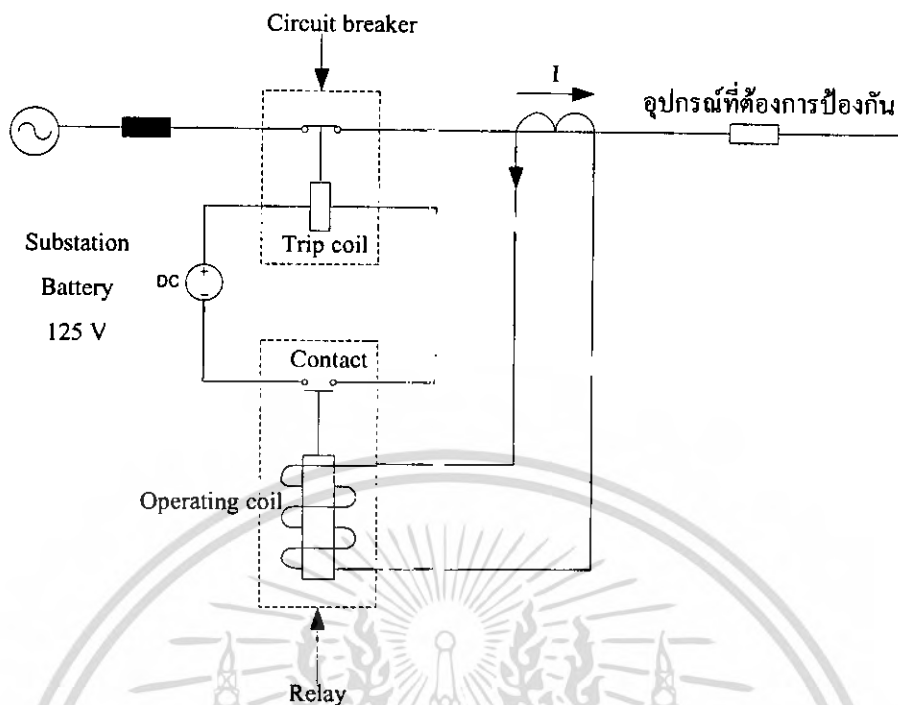 Circuit breaker
I
อุปกรณ์ที่ต้องการป้องกัน
Trip coil
Substation
Battery
125 V
DC
+
-
Contact
Operating coil
Relay